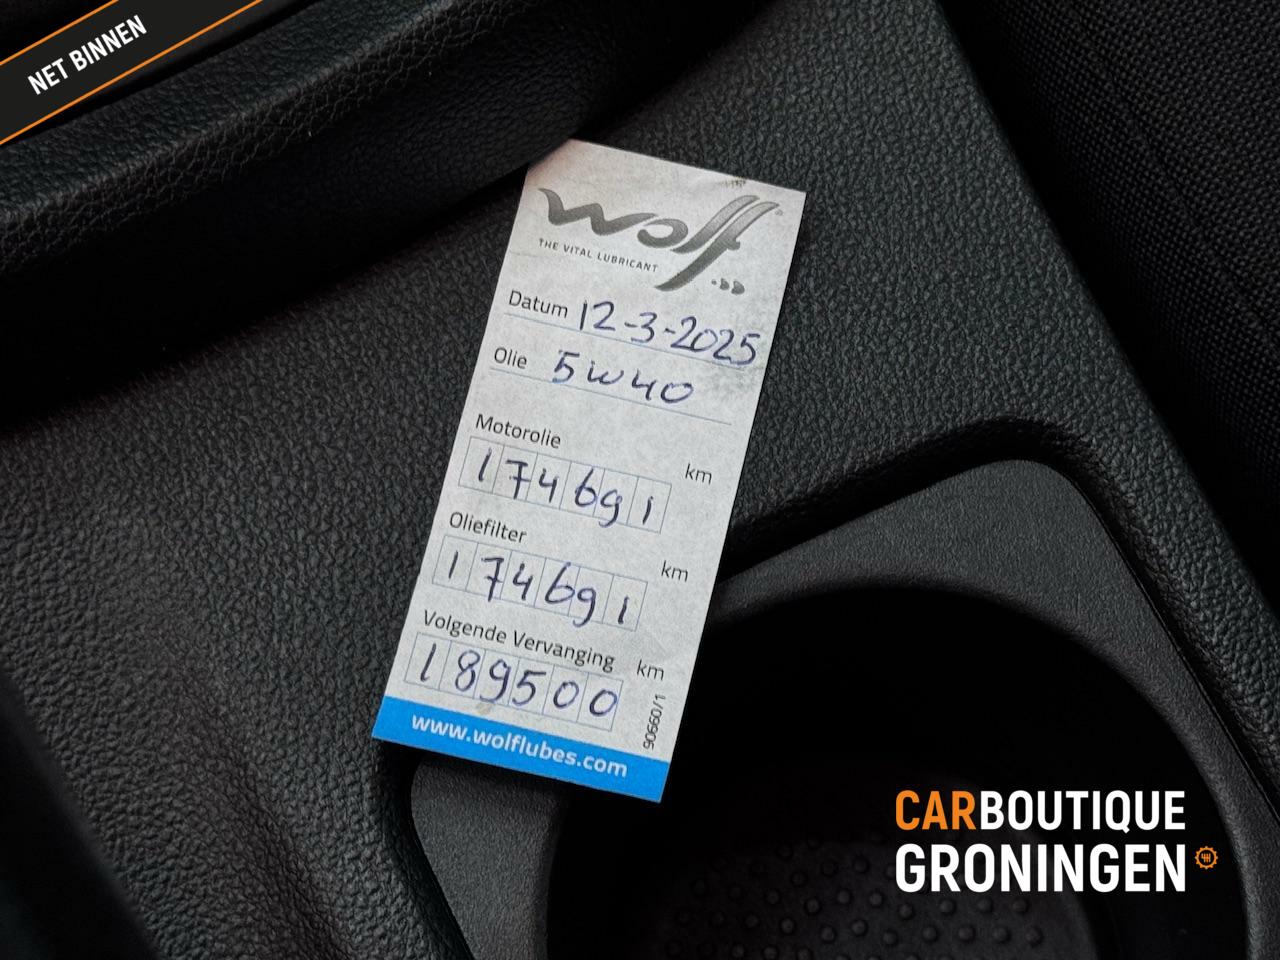 NET BINNEN
wolf
THE VITAL LUBRICANT
Datum 12-3-2025
Olie 5w40
Motorolie
174691 km
Oliefilter
174691 km
Volgende Vervanging
189500 km
90660/1
www.wolflubes.com
CARBOUTIQUE
GRONINGEN